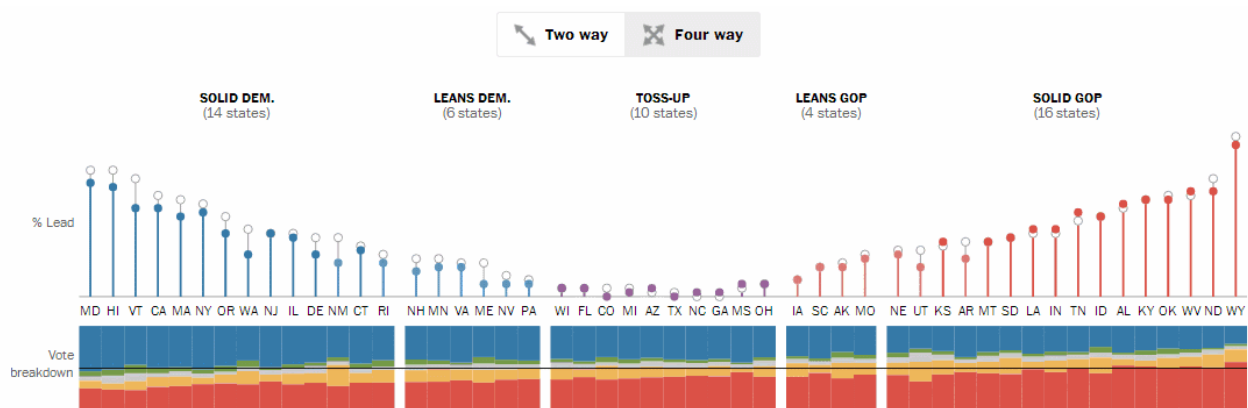 Two way Four way
SOLID DEM. LEANS DEM. TOSS-UP LEANS GOP SOLID GOP
(14 states) (6 states) (10 states) (4 states) (16 states)
% Lead
MD HI VT CA MA NY OR WA NJ IL DE NM CT RI NH MN VA ME NV PA WI FL CO MI AZ TX NC GA MS OH IA SC AK MO NE UT KS AR MT SD LA IN TN ID AL KY OK WV ND WY
Vote
breakdown